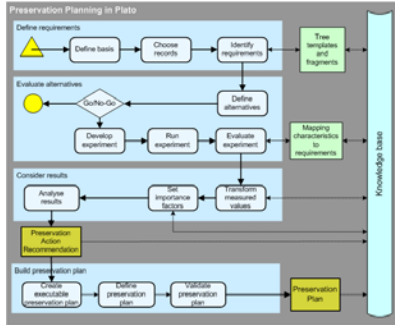 Preservation Planning in Plato
Define requirements
Define basis
Choose
records
Identify
requirements
Tree
templates
and
fragments
Evaluate alternatives
Go/No-Go
Define
alternatives
Develop
experiment
Run
experiment
Evaluate
experiment
Mapping
characteristics
to
requirements
Knowledge base
Consider results
Analyse
results
Set
importance
factors
Transform
measured
values
Preservation
Action
Recommendation
Build preservation plan
Create
executable
preservation plan
Define
preservation
plan
Validate
preservation
plan
Preservation
Plan